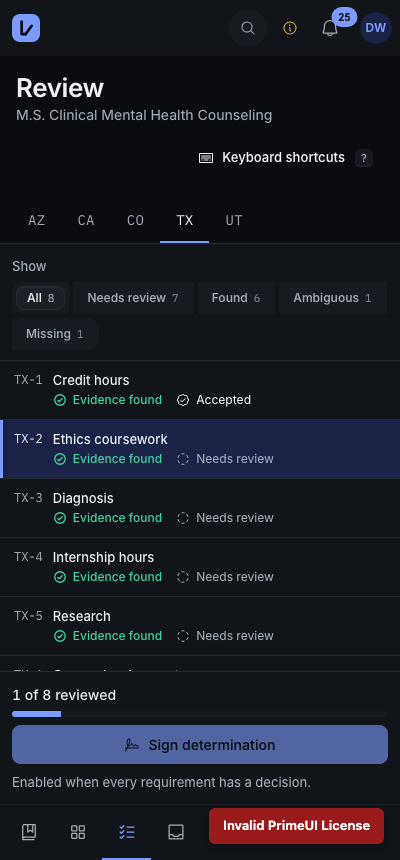 25
DW
Review
M.S. Clinical Mental Health Counseling
Keyboard shortcuts ?
AZ CA CO TX UT
Show
All 8 Needs review 7 Found 6 Ambiguous 1
Missing 1
TX-1 Credit hours
Evidence found Accepted
TX-2 Ethics coursework
Evidence found Needs review
TX-3 Diagnosis
Evidence found Needs review
TX-4 Internship hours
Evidence found Needs review
TX-5 Research
Evidence found Needs review
1 of 8 reviewed
Sign determination
Enabled when every requirement has a decision.
Invalid PrimeUI License